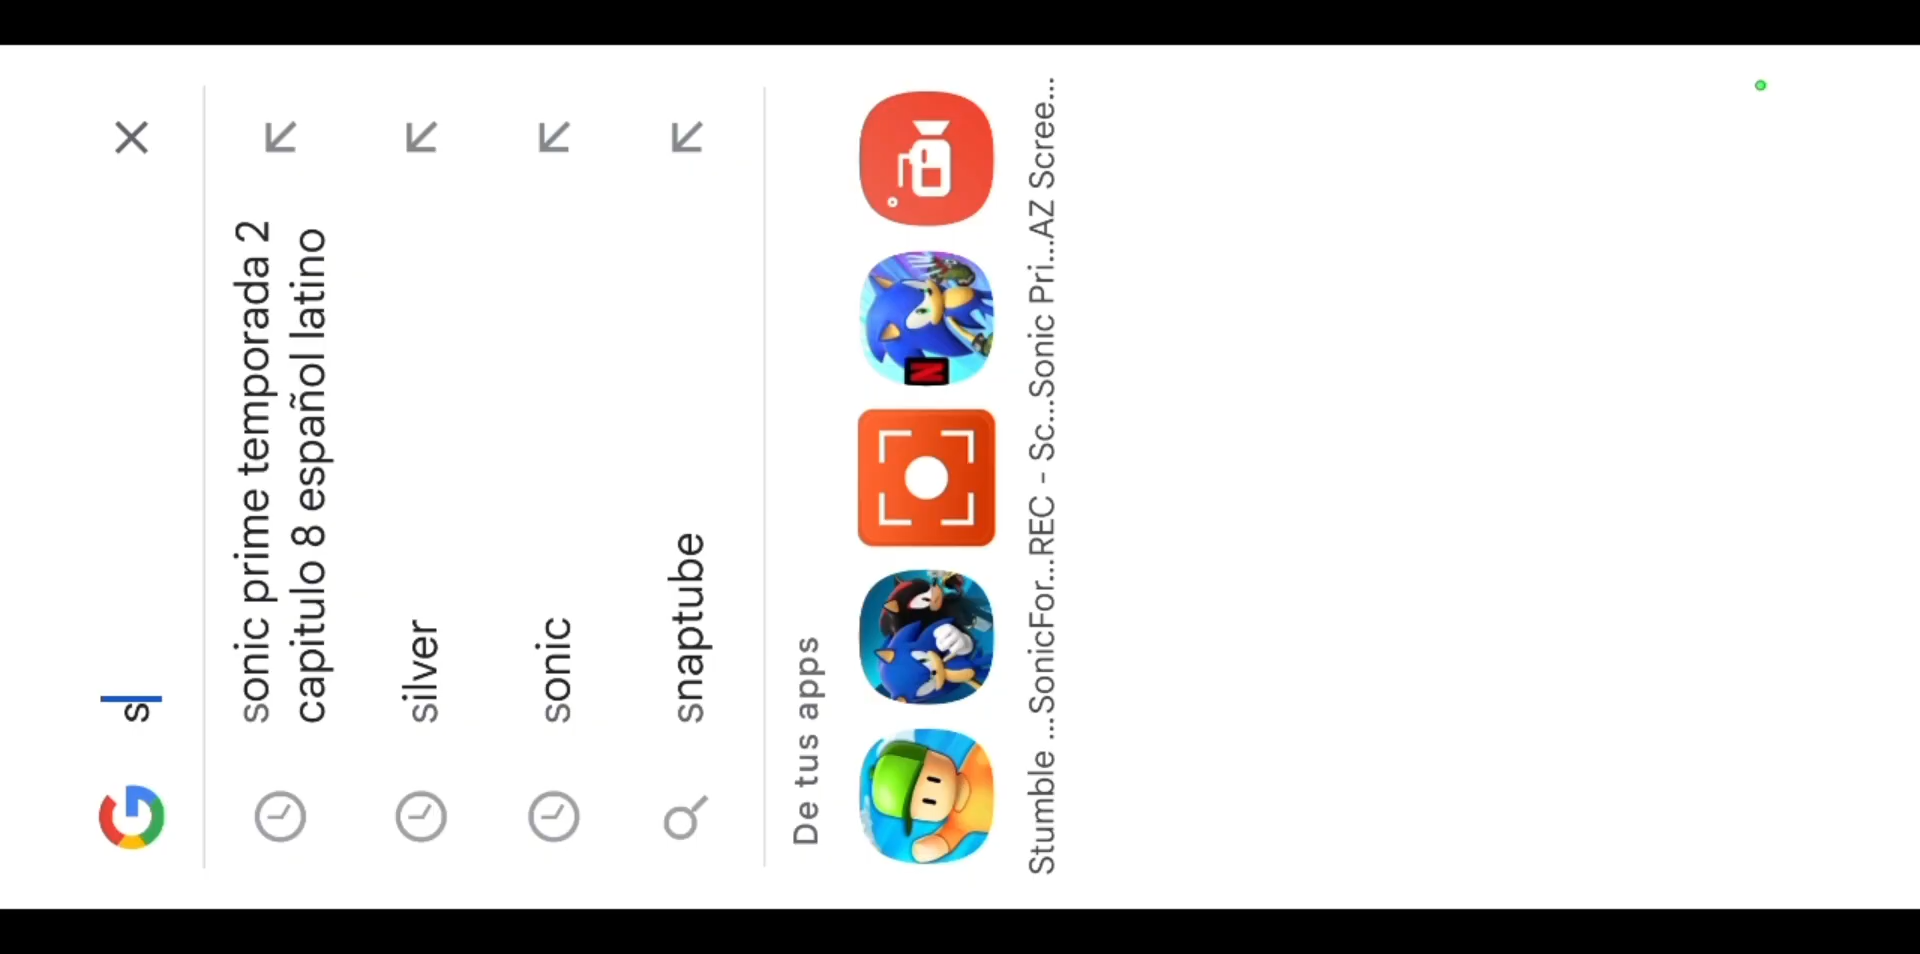 s
sonic prime temporada 2
capitulo 8 español latino
silver
sonic
snaptube
De tus apps
Stumble ...SonicFor...REC - Sc...Sonic Pri...AZ Scree...